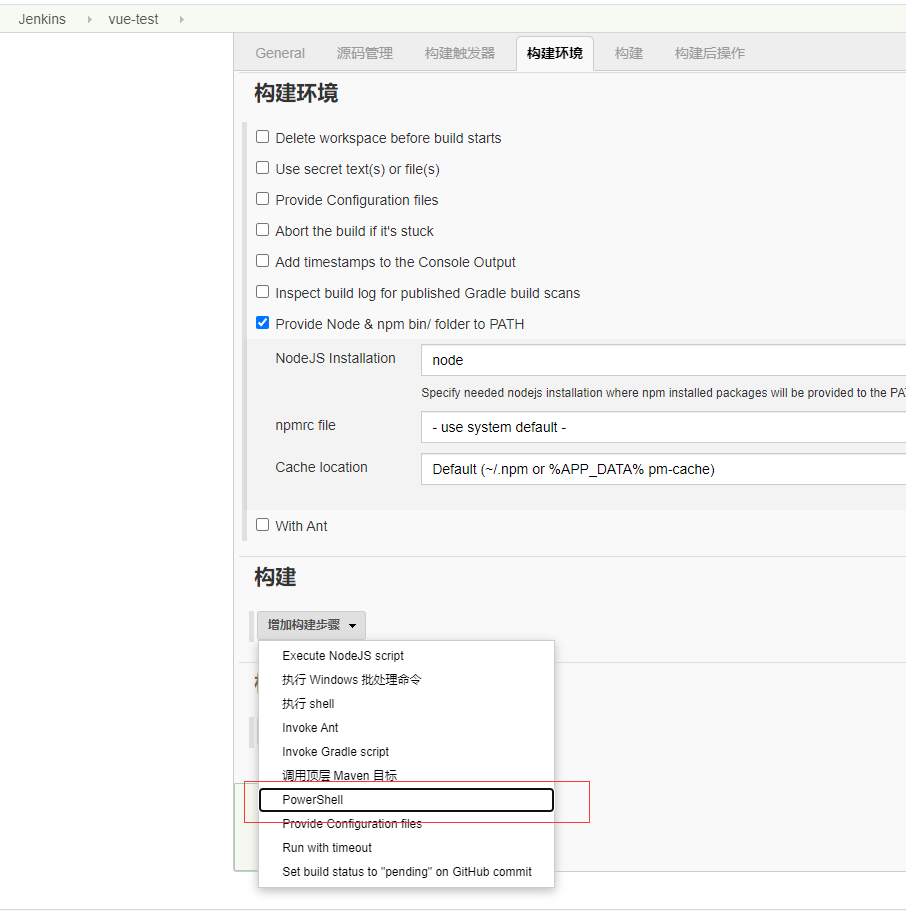 Jenkins vue-test
General 源码管理 构建触发器 构建环境 构建 构建后操作
构建环境
Delete workspace before build starts
Use secret text(s) or file(s)
Provide Configuration files
Abort the build if it's stuck
Add timestamps to the Console Output
Inspect build log for published Gradle build scans
Provide Node & npm bin/ folder to PATH
NodeJS Installation node
Specify needed nodejs installation where npm installed packages will be provided to the
npmrc file - use system default -
Cache location Default (~/.npm or %APP_DATA% pm-cache)
With Ant
构建
增加构建步骤
Execute NodeJS script
执行 Windows 批处理命令
执行 shell
Invoke Ant
Invoke Gradle script
调用顶层 Maven 目标
PowerShell
Provide Configuration files
Run with timeout
Set build status to "pending" on GitHub commit